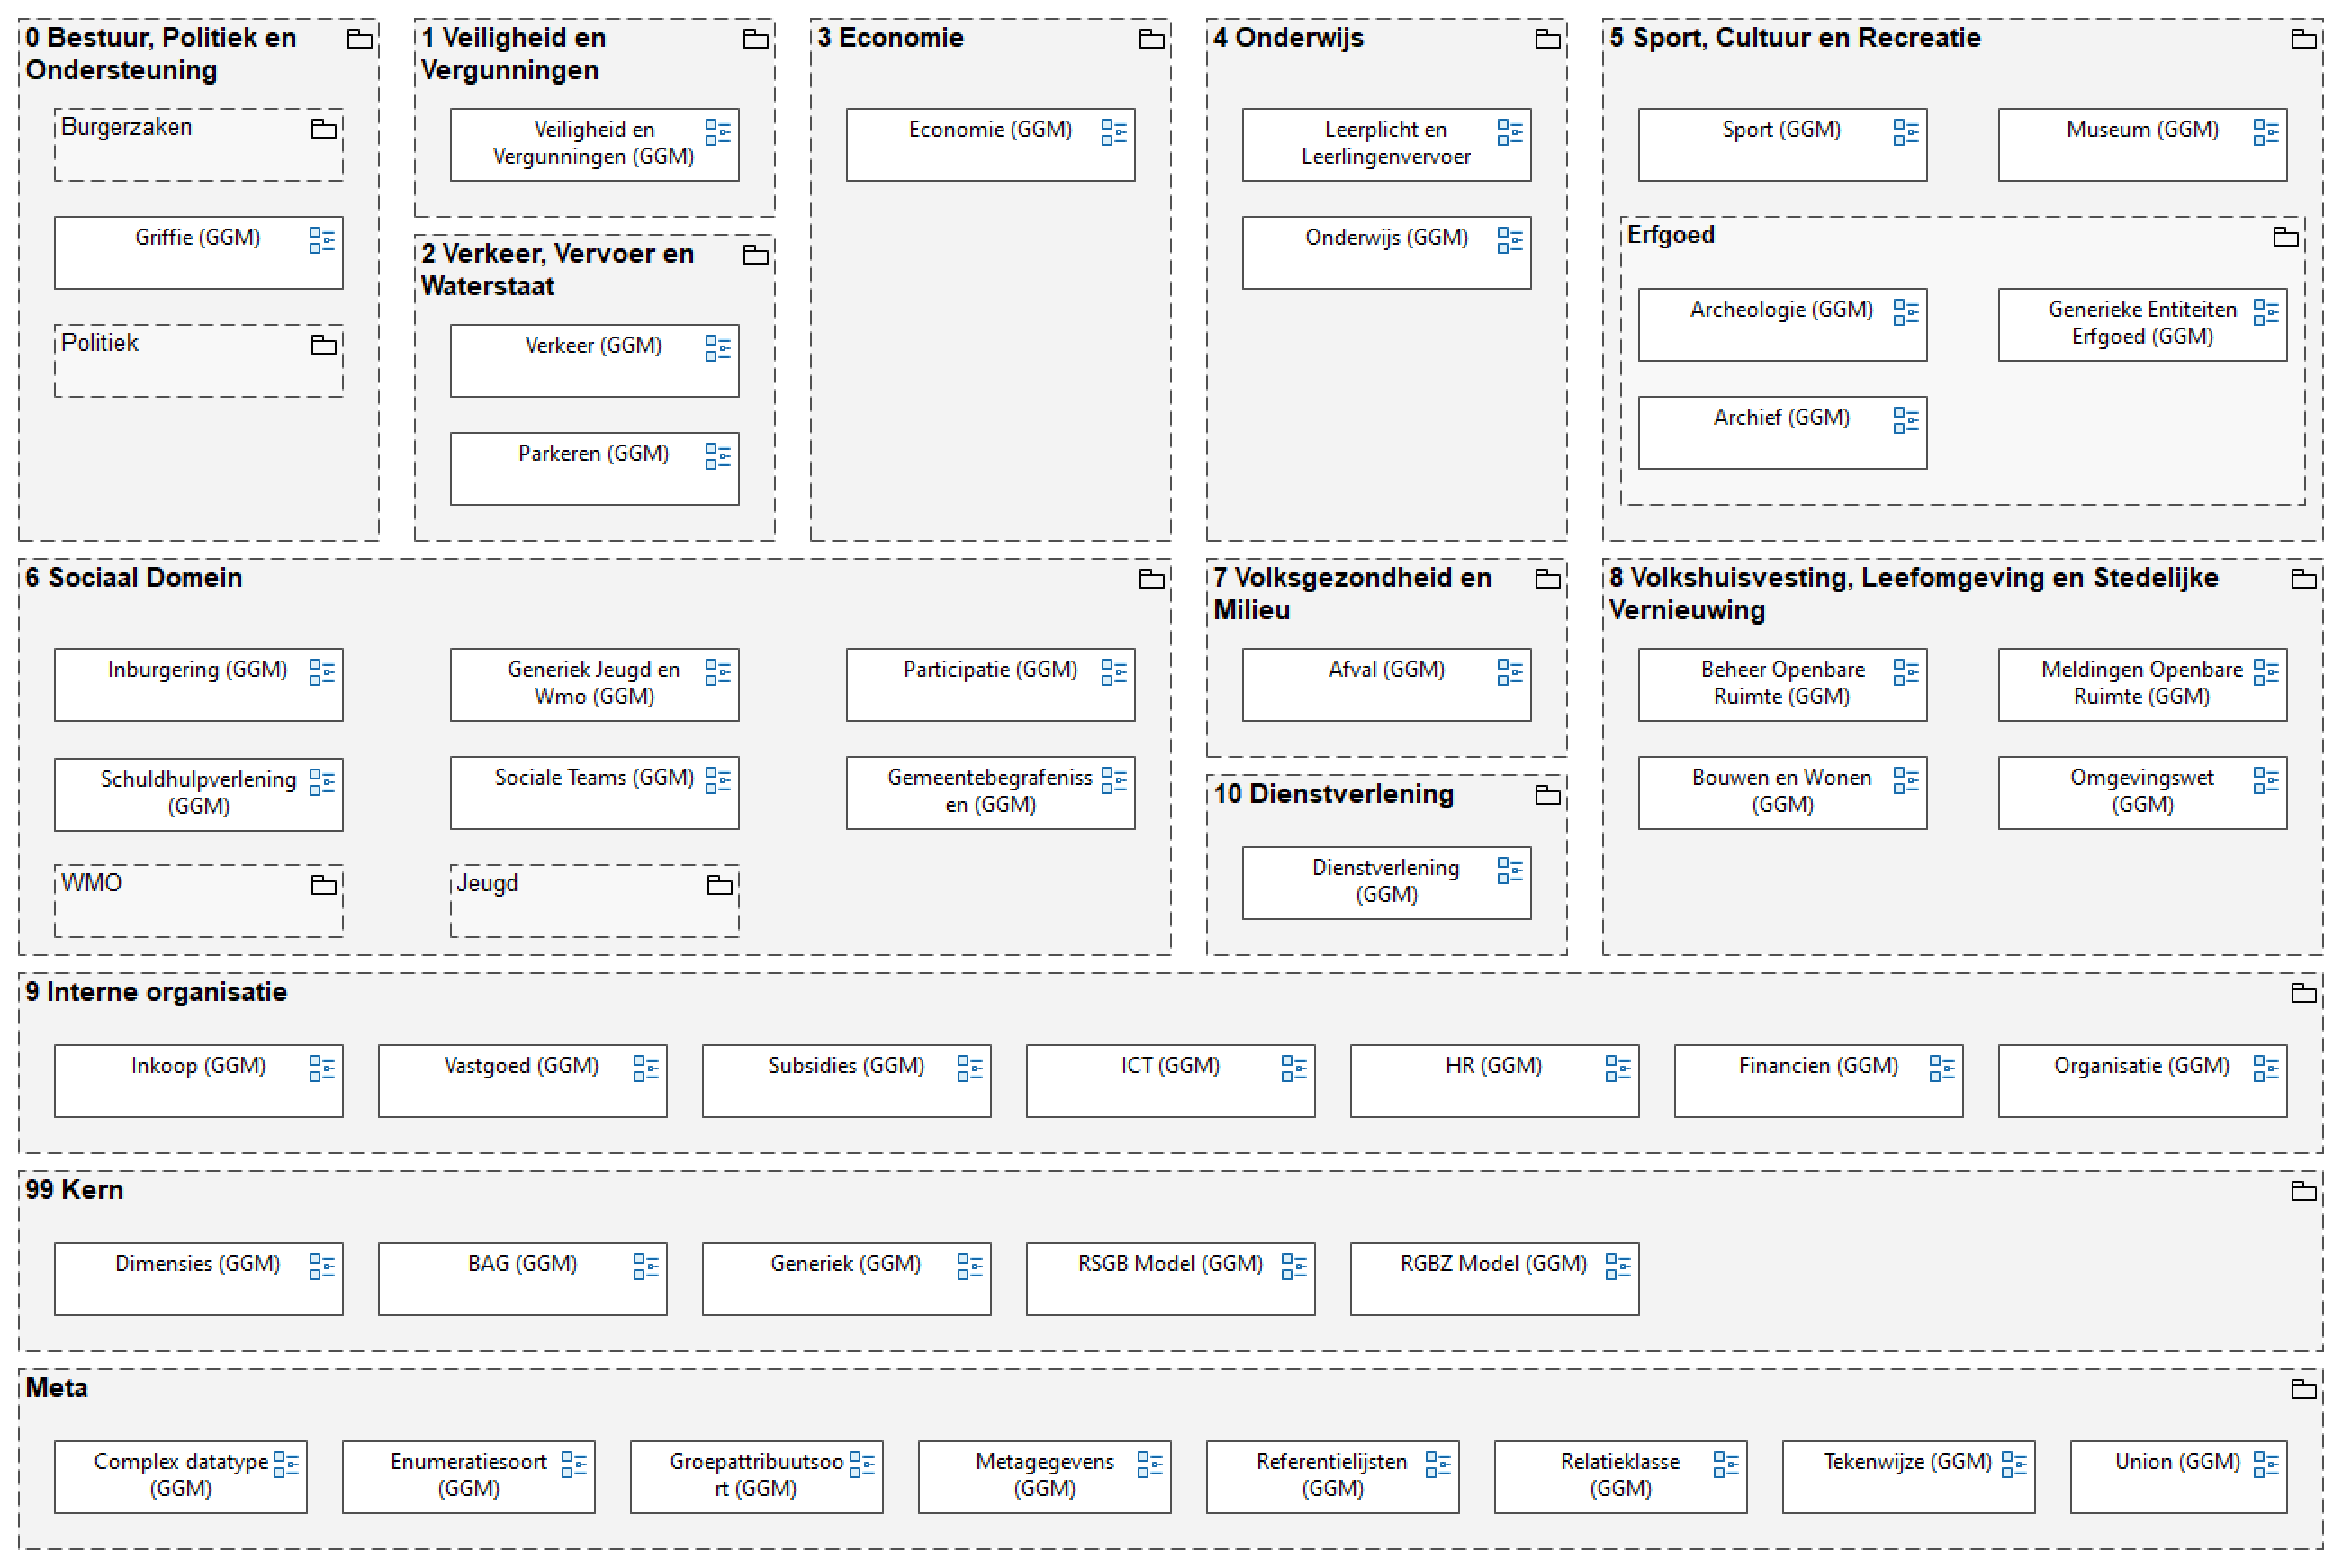 0 Bestuur, Politiek en
Ondersteuning
Burgerzaken
Griffie (GGM)
Politiek
1 Veiligheid en
Vergunningen
Veiligheid en
Vergunningen (GGM)
2 Verkeer, Vervoer en
Waterstaat
Verkeer (GGM)
Parkeren (GGM)
3 Economie
Economie (GGM)
4 Onderwijs
Leerplicht en
Leerlingenvervoer
Onderwijs (GGM)
5 Sport, Cultuur en Recreatie
Sport (GGM)
Museum (GGM)
Erfgoed
Archeologie (GGM)
Generieke Entiteiten
Erfgoed (GGM)
Archief (GGM)
6 Sociaal Domein
Inburgering (GGM)
Generiek Jeugd en
Wmo (GGM)
Participatie (GGM)
Schuldhulpverlening
(GGM)
Sociale Teams (GGM)
Gemeentebegrafeniss
en (GGM)
WMO
Jeugd
7 Volksgezondheid en
Milieu
Afval (GGM)
10 Dienstverlening
Dienstverlening
(GGM)
8 Volkshuisvesting, Leefomgeving en Stedelijke
Vernieuwing
Beheer Openbare
Ruimte (GGM)
Meldingen Openbare
Ruimte (GGM)
Bouwen en Wonen
(GGM)
Omgevingswet
(GGM)
9 Interne organisatie
Inkoop (GGM)
Vastgoed (GGM)
Subsidies (GGM)
ICT (GGM)
HR (GGM)
Financien (GGM)
Organisatie (GGM)
99 Kern
Dimensies (GGM)
BAG (GGM)
Generiek (GGM)
RSGB Model (GGM)
RGBZ Model (GGM)
Meta
Complex datatype
(GGM)
Enumeratiesoort
(GGM)
Groepattribuutsoo
rt (GGM)
Metagegevens
(GGM)
Referentielijsten
(GGM)
Relatieklasse
(GGM)
Tekenwijze (GGM)
Union (GGM)